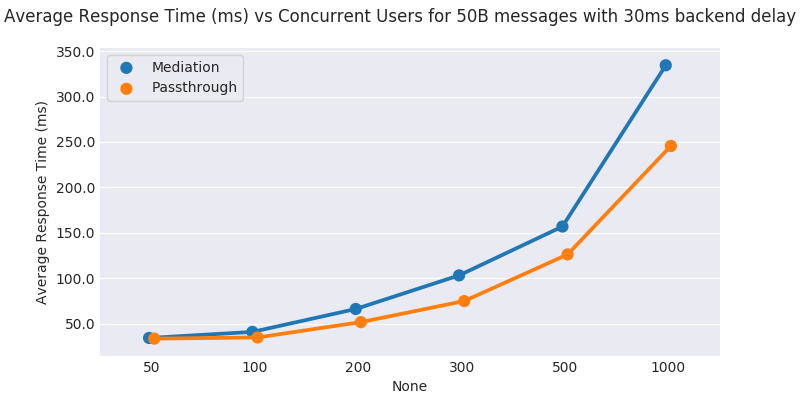 Average Response Time (ms) vs Concurrent Users for 50B messages with 30ms backend delay
Mediation
Passthrough
350.0
300.0
250.0
200.0
150.0
100.0
50.0
Average Response Time (ms)
50 100 200 300 500 1000
None